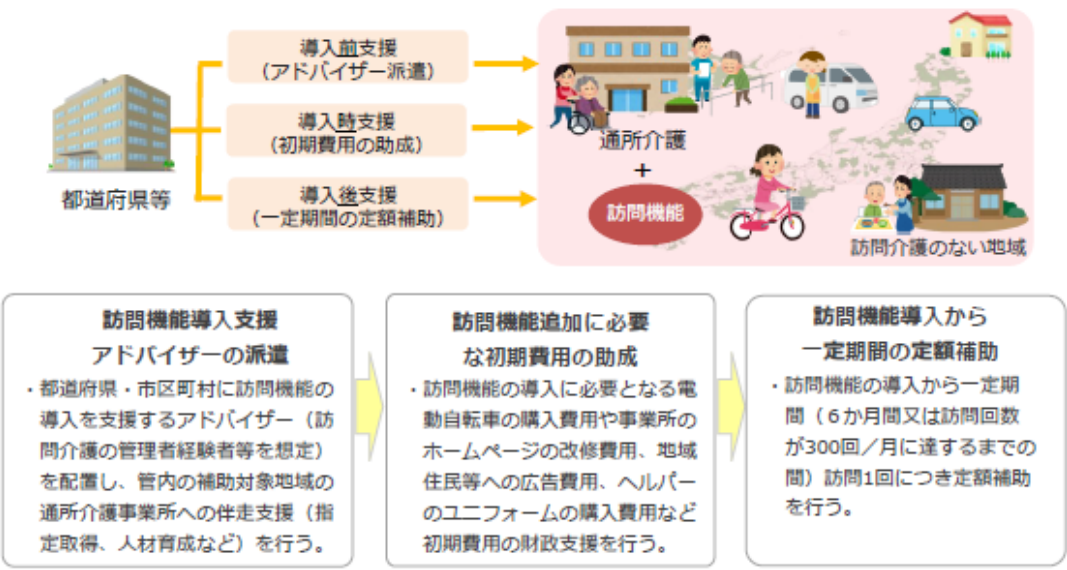 導入前支援
（アドバイザー派遣）
導入時支援
（初期費用の助成）
導入後支援
（一定期間の定額補助）
都道府県等
通所介護
+
訪問機能
訪問介護のない地域
訪問機能導入支援
アドバイザーの派遣
・都道府県・市区町村に訪問機能の
導入を支援するアドバイザー（訪
問介護の管理者経験者等を想定）
を配置し、管内の補助対象地域の
通所介護事業所への伴走支援（指
定取得、人材育成など）を行う。
訪問機能追加に必要
な初期費用の助成
・訪問機能の導入に必要となる電
動自転車の購入費用や事業所の
ホームページの改修費用、地域
住民等への広告費用、ヘルパー
のユニフォームの購入費用など
初期費用の財政支援を行う。
訪問機能導入から
一定期間の定額補助
・訪問機能の導入から一定期
間（６か月間又は訪問回数
が300回／月に達するまでの
間）訪問1回につき定額補助
を行う。